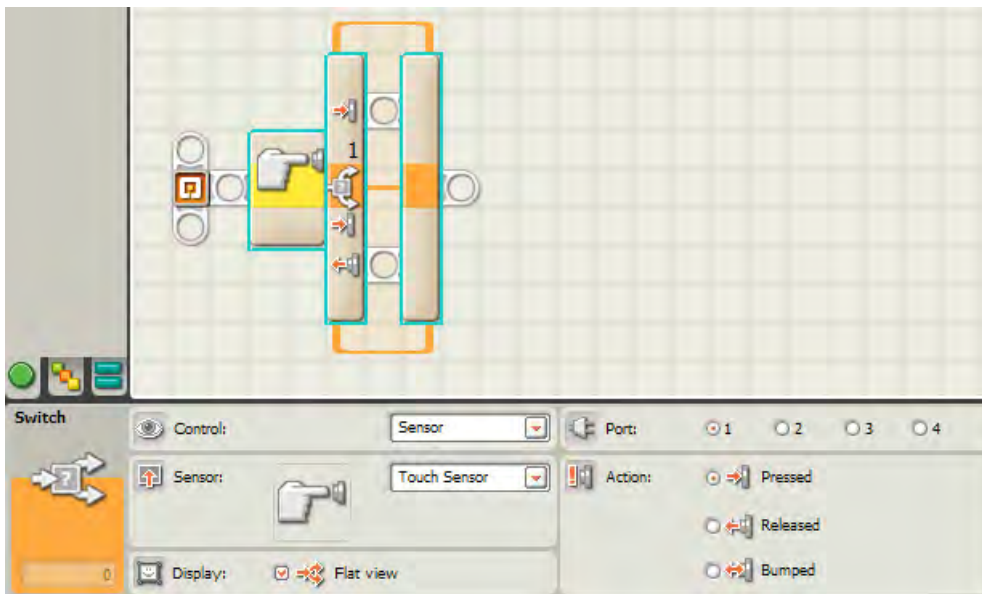 1
Switch
Control:
Sensor
Port:
1 2 3 4
Sensor:
Touch Sensor
Action:
Pressed
Released
0
Display:
Flat view
Bumped